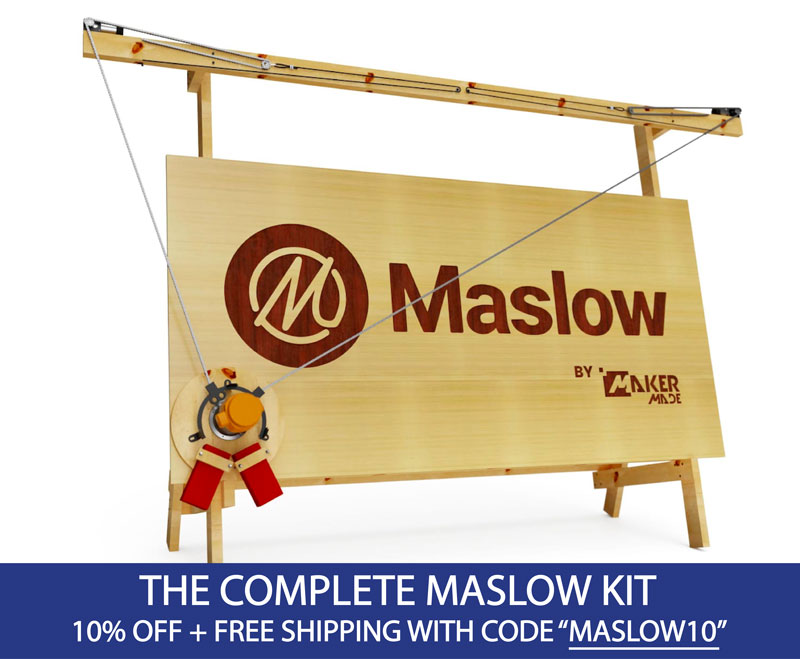 M
Maslow
BY MAKER
MADE
THE COMPLETE MASLOW KIT
10% OFF + FREE SHIPPING WITH CODE “MASLOW10”